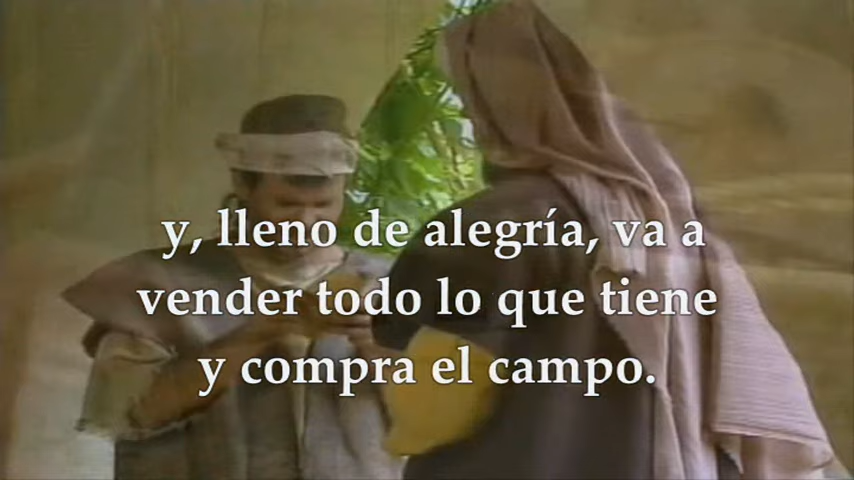 y, lleno de alegría, va a
vender todo lo que tiene
y compra el campo.